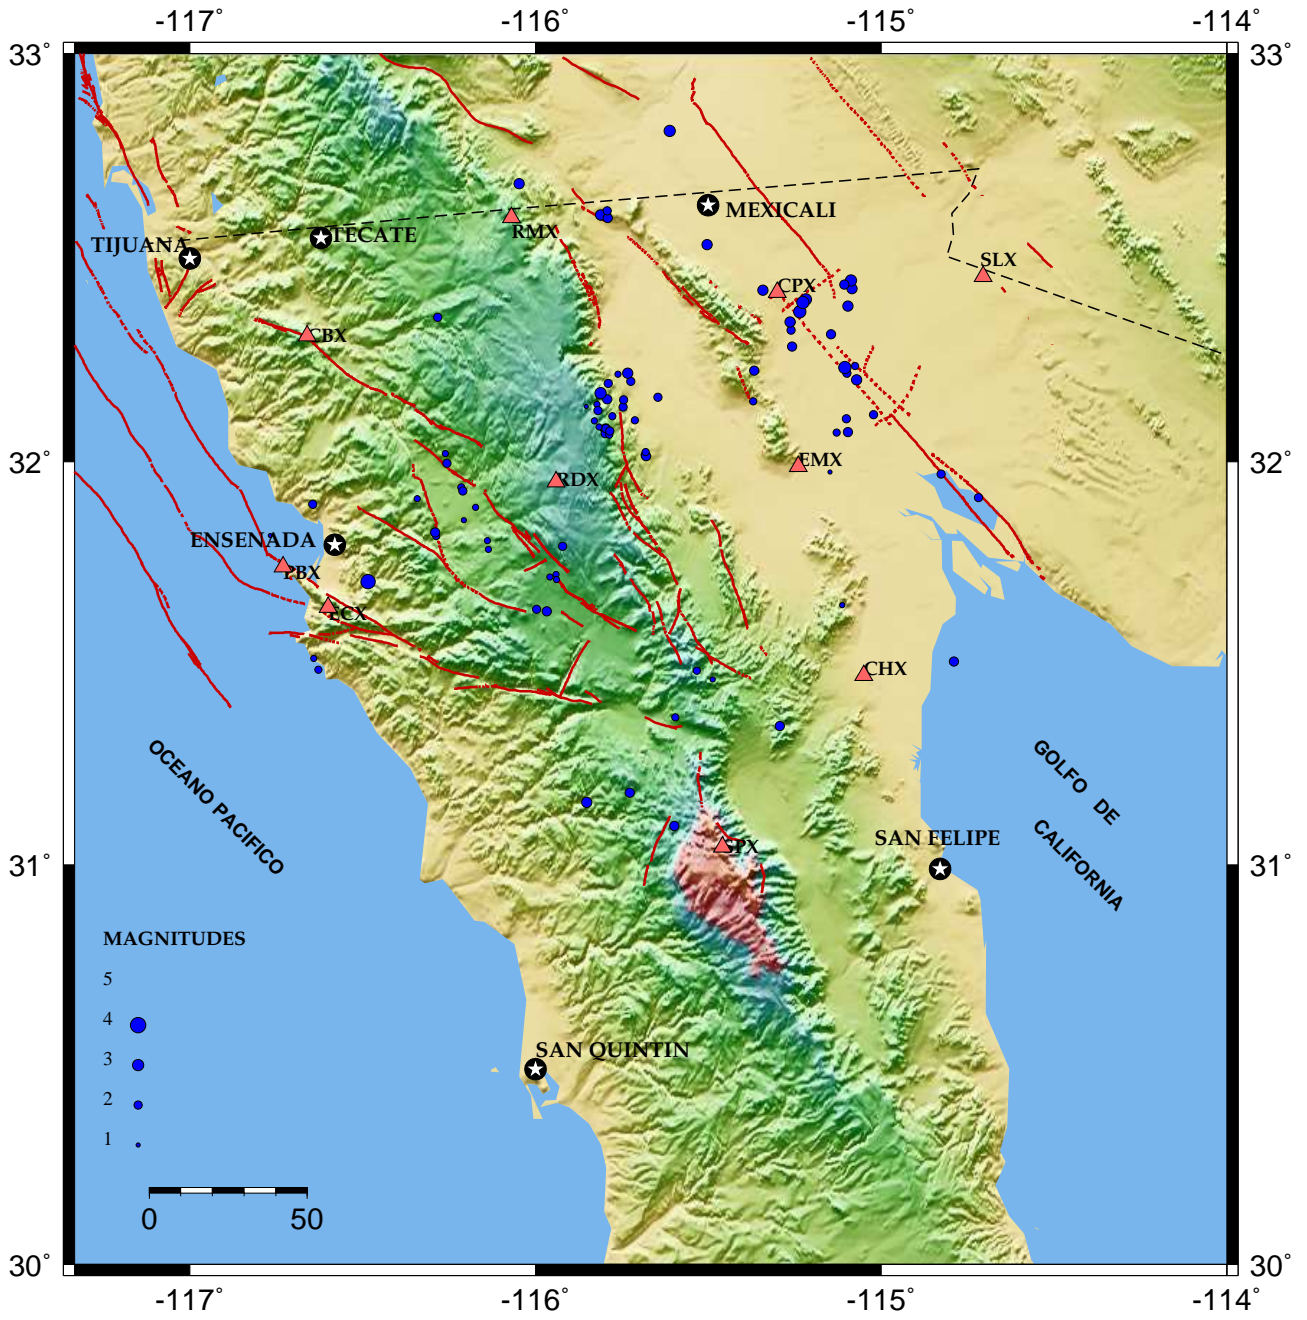 -117° -116° -115° -114°
33° 33°
MEXICALI
TECATE
RMX
TIJUANA
SLX
CPX
CBX
32° 32°
EMX
RDX
ENSENADA
PBX
ECX
CHX
OCEANO PACIFICO
GOLFO DE
CALIFORNIA
SAN FELIPE
SPX
31° 31°
MAGNITUDES
5
4
3
2
1
SAN QUINTIN
0 50
30° 30°
-117° -116° -115° -114°